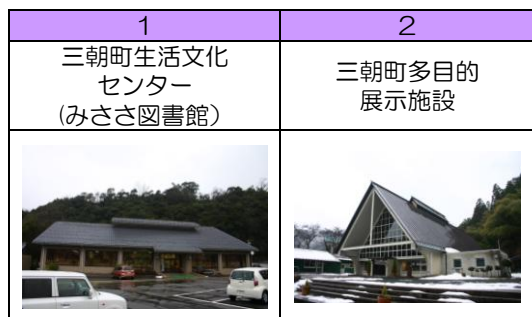 1
2
三朝町生活文化
センター
(みささ図書館）
三朝町多目的
展示施設